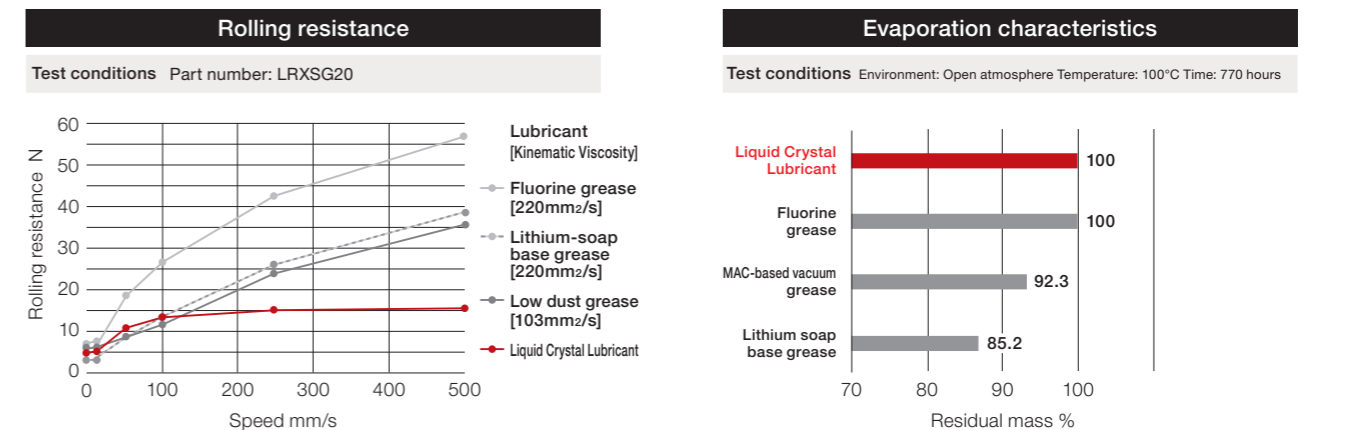 Rolling resistance
Test conditions Part number: LRXSG20
Rolling resistance N
60
50
40
30
20
10
0
0 100 200 300 400 500
Speed mm/s
Lubricant
[Kinematic Viscosity]
Fluorine grease
[220mm2/s]
Lithium-soap
base grease
[220mm2/s]
Low dust grease
[103mm2/s]
Liquid Crystal Lubricant
Evaporation characteristics
Test conditions Environment: Open atmosphere Temperature: 100°C Time: 770 hours
Liquid Crystal
Lubricant
100
Fluorine
grease
100
MAC-based vacuum
grease
92.3
Lithium soap
base grease
85.2
70 80 90 100
Residual mass %